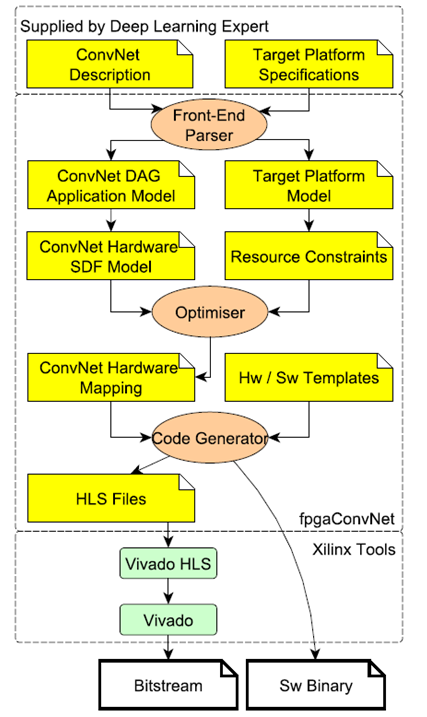 Supplied by Deep Learning Expert
ConvNet
Description
Target Platform
Specifications
Front-End
Parser
ConvNet DAG
Application Model
Target Platform
Model
ConvNet Hardware
SDF Model
Resource Constraints
Optimiser
ConvNet Hardware
Mapping
Hw / Sw Templates
Code Generator
HLS Files
fpgaConvNet
Xilinx Tools
Vivado HLS
Vivado
Bitstream
Sw Binary